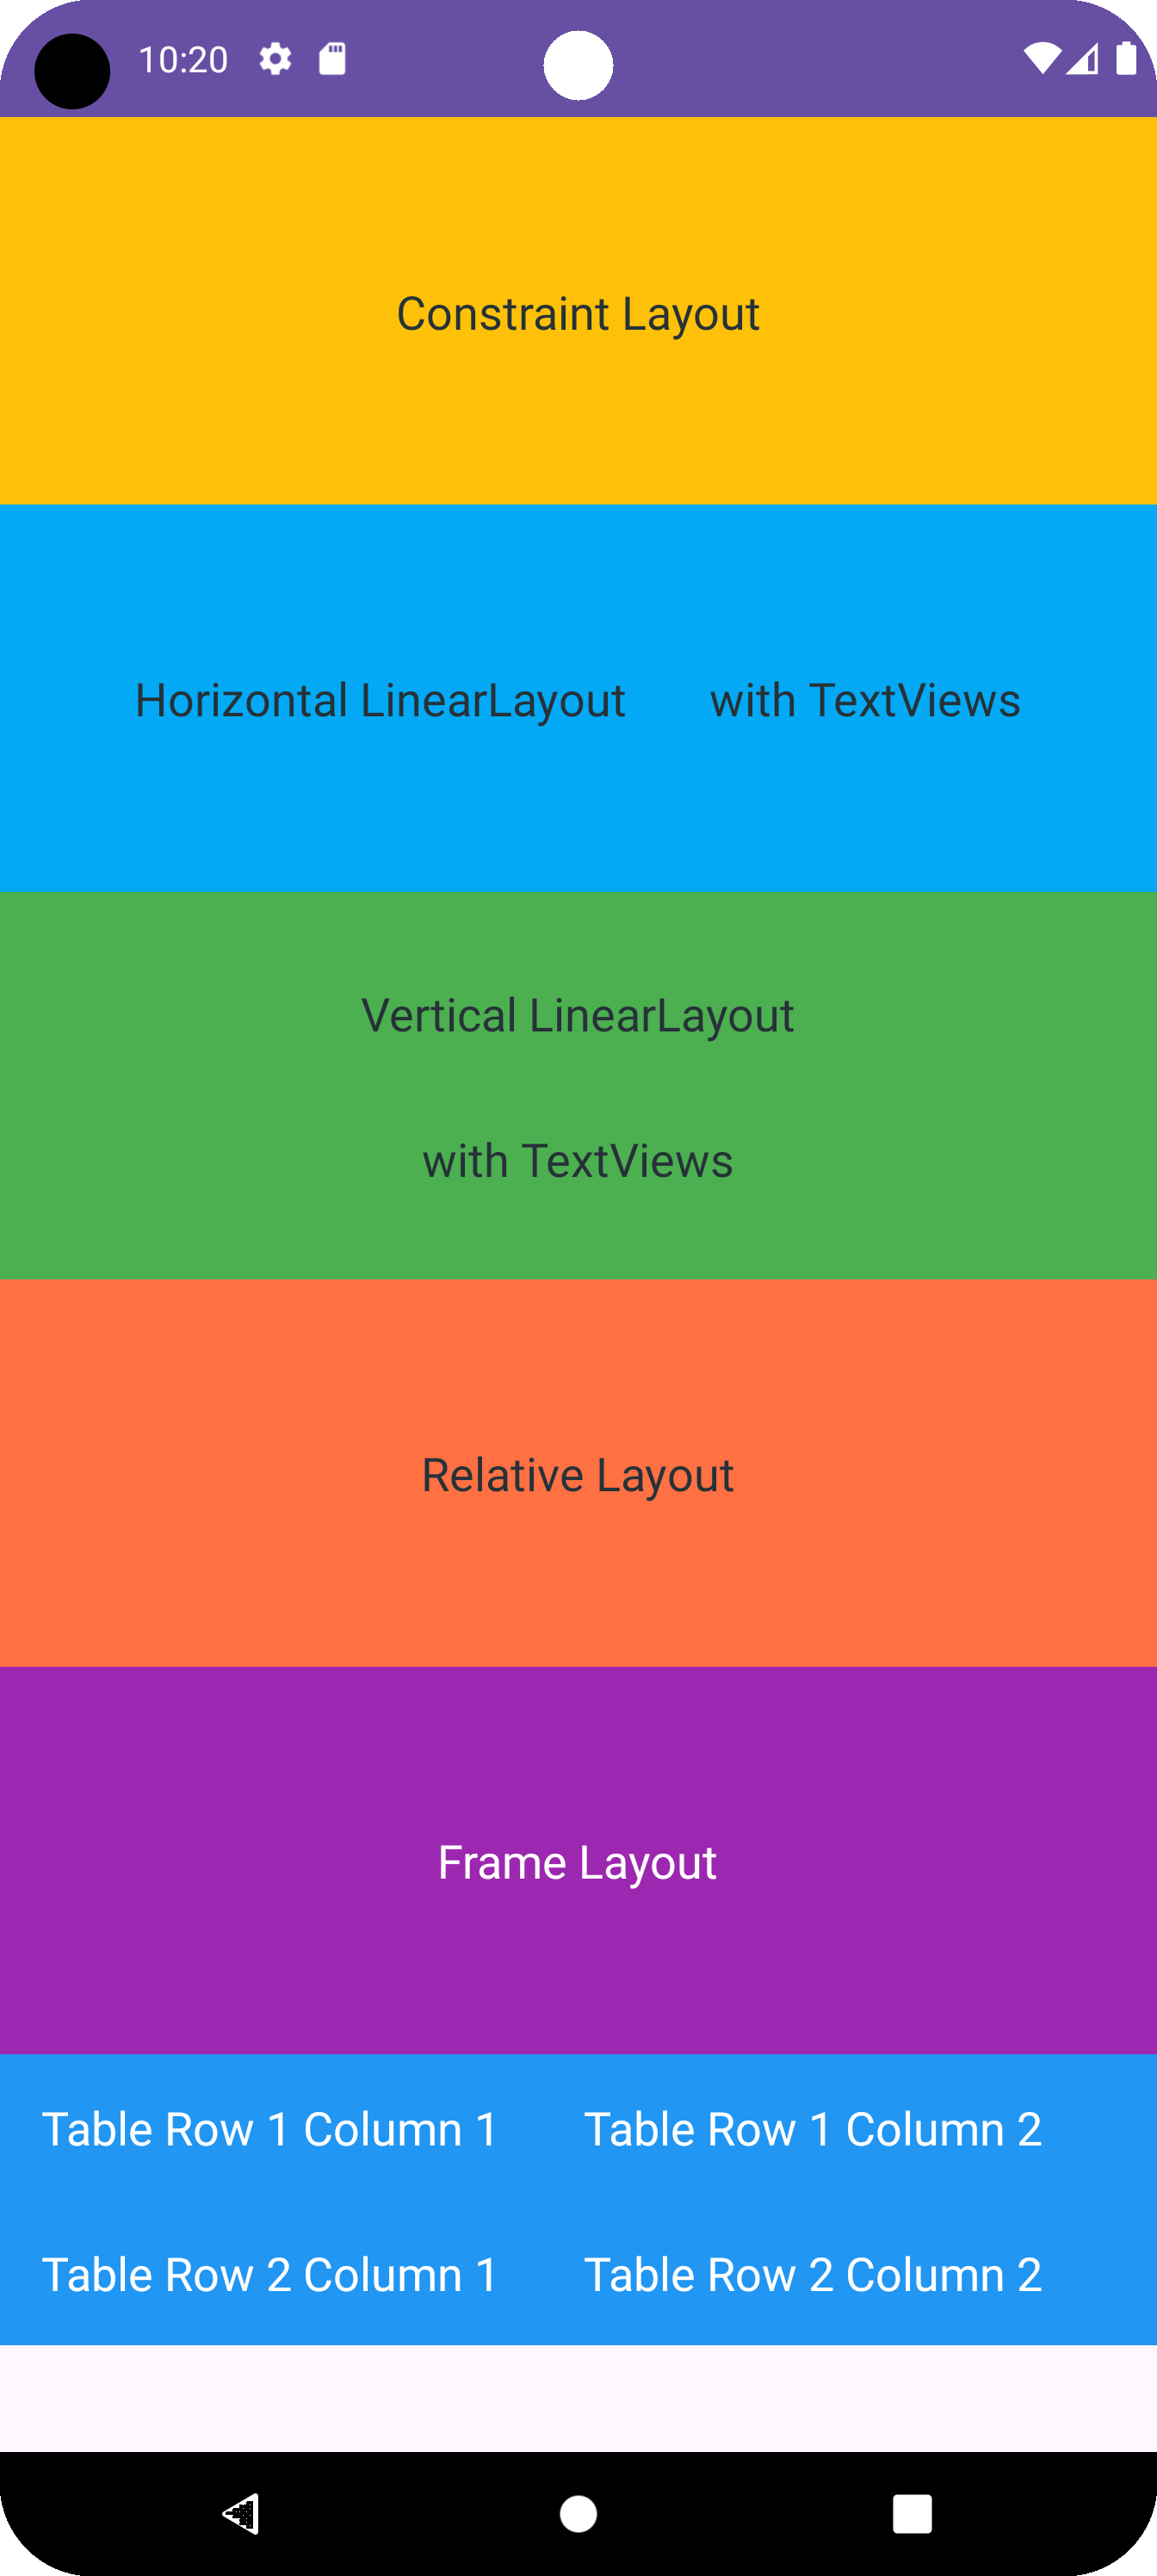 10:20
Constraint Layout
Horizontal LinearLayout with TextViews
Vertical LinearLayout
with TextViews
Relative Layout
Frame Layout
Table Row 1 Column 1 Table Row 1 Column 2
Table Row 2 Column 1 Table Row 2 Column 2